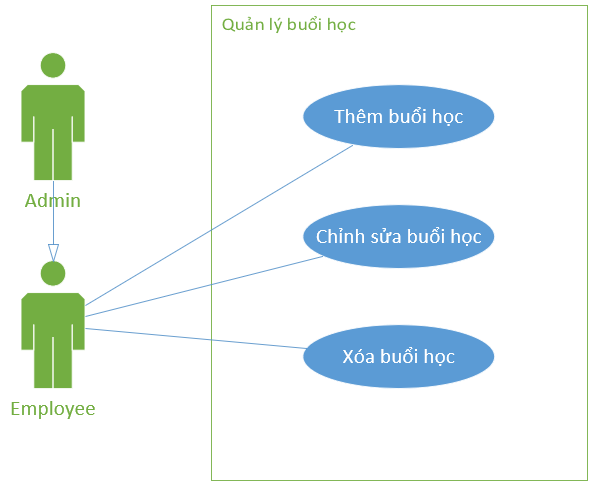 Quản lý buổi học
Thêm buổi học
Admin
Chỉnh sửa buổi học
Xóa buổi học
Employee